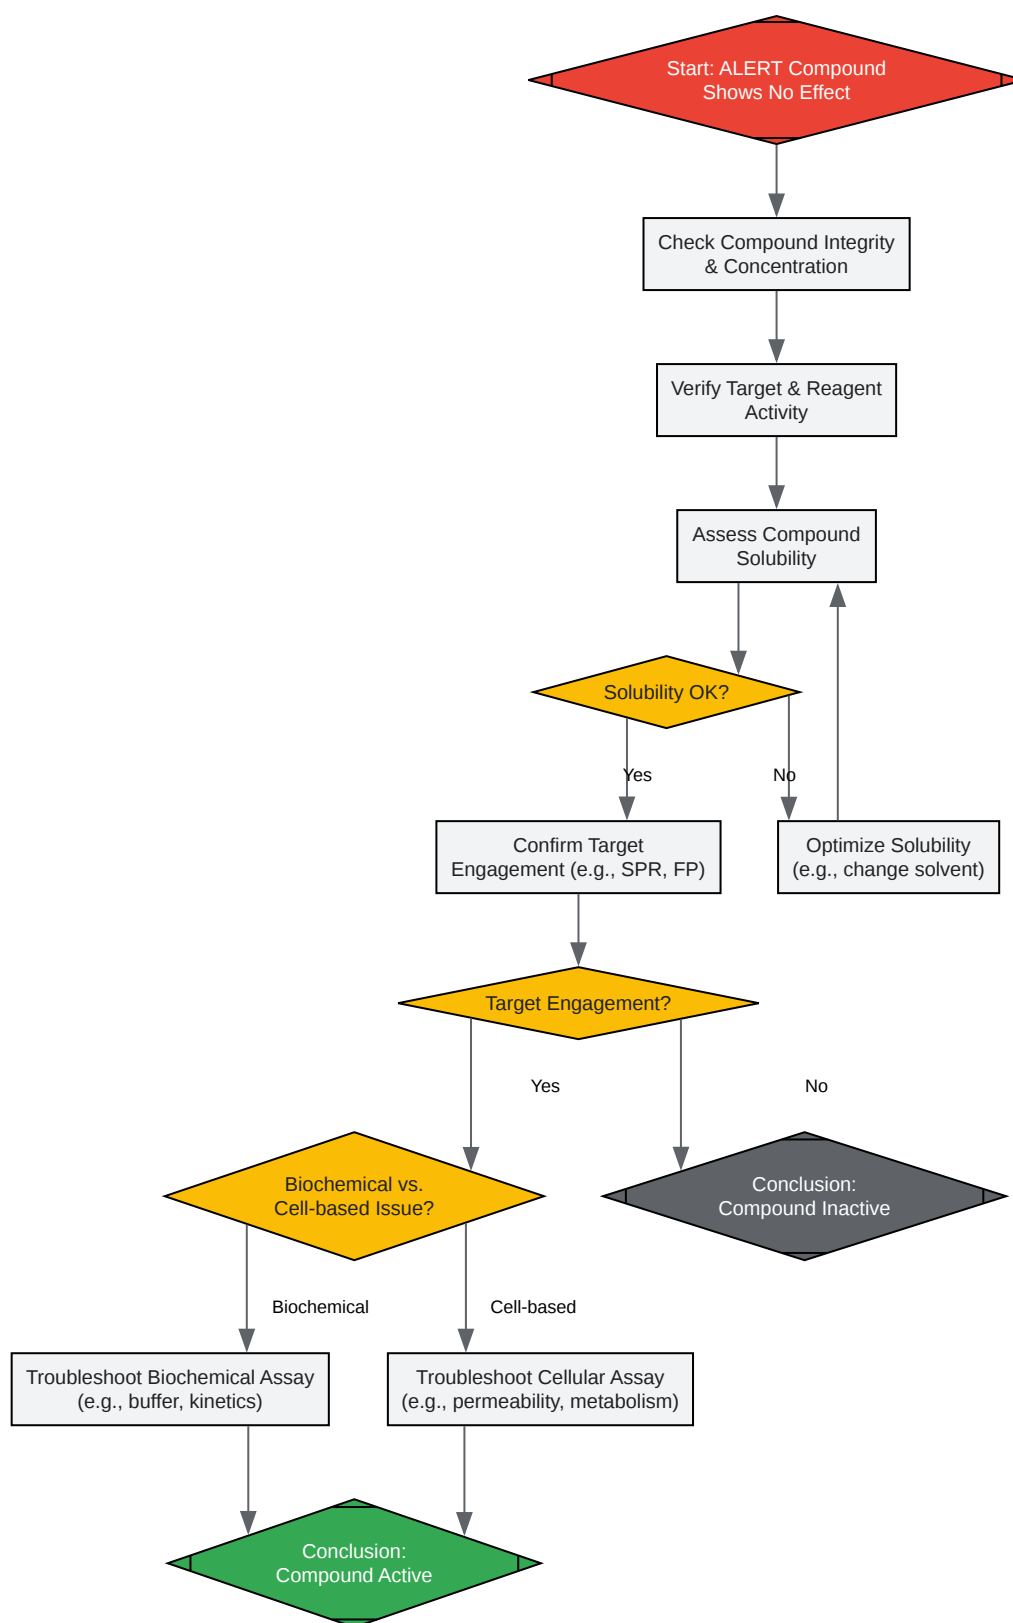 Start: ALERT Compound
Shows No Effect
Check Compound Integrity
& Concentration
Verify Target & Reagent
Activity
Assess Compound
Solubility
Solubility OK?
Yes
No
Confirm Target
Engagement (e.g., SPR, FP)
Optimize Solubility
(e.g., change solvent)
Target Engagement?
Yes
No
Biochemical vs.
Cell-based Issue?
Conclusion:
Compound Inactive
Biochemical
Cell-based
Troubleshoot Biochemical Assay
(e.g., buffer, kinetics)
Troubleshoot Cellular Assay
(e.g., permeability, metabolism)
Conclusion:
Compound Active